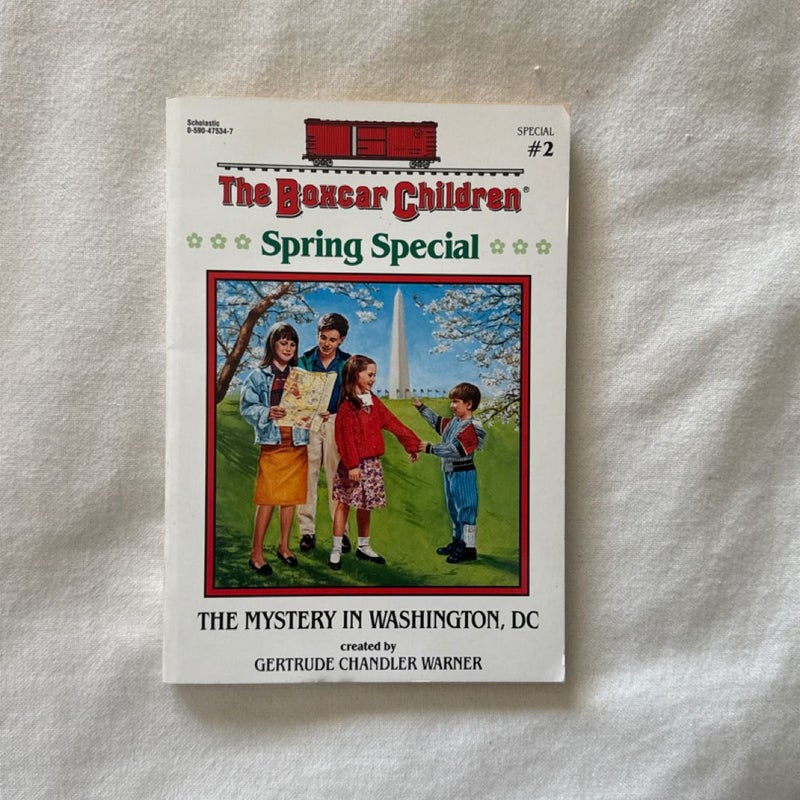 Scholastic
0-590-47534-7
SPECIAL
#2
The Boxcar Children®
Spring Special
THE MYSTERY IN WASHINGTON, DC
created by
GERTRUDE CHANDLER WARNER